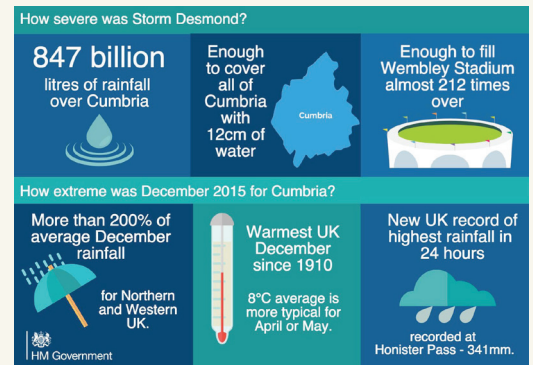 How severe was Storm Desmond?
847 billion
litres of rainfall
over Cumbria
Enough
to cover
all of
Cumbria
with
12cm of
water
Cumbria
Enough to fill
Wembley Stadium
almost 212 times
over
How extreme was December 2015 for Cumbria?
More than 200% of
average December
rainfall
for Northern
and Western
UK.
HM Government
Warmest UK
December
since 1910
8ºC average is
more typical for
April or May.
New UK record of
highest rainfall in
24 hours
recorded at
Honister Pass - 341mm.